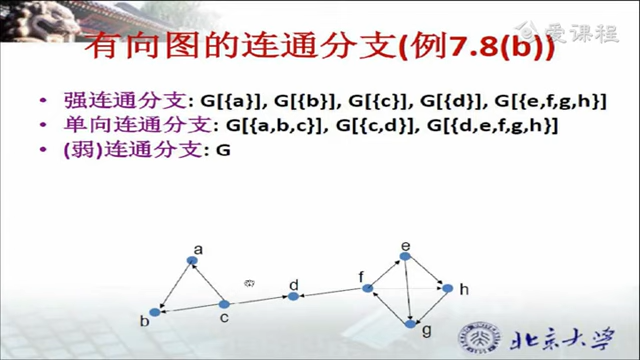 爱课程
有向图的连通分支(例7.8(b))
• 强连通分支: G[{a}], G[{b}], G[{c}], G[{d}], G[{e,f,g,h}]
• 单向连通分支: G[{a,b,c}], G[{c,d}], G[{d,e,f,g,h}]
• (弱)连通分支: G
a
b
c
d
e
f
g
h
北京大学